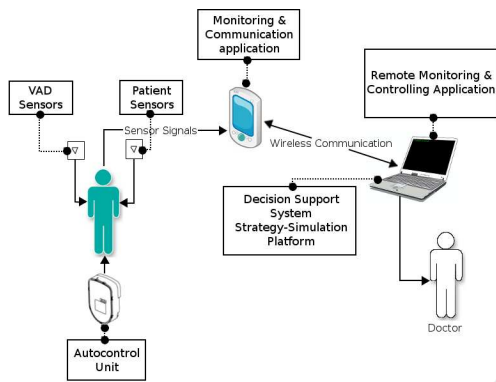 Monitoring &
Communication
application
VAD
Sensors
Patient
Sensors
Remote Monitoring &
Controlling Application
Sensor Signals
Wireless Communication
Decision Support
System
Strategy-Simulation
Platform
Doctor
Autocontrol
Unit